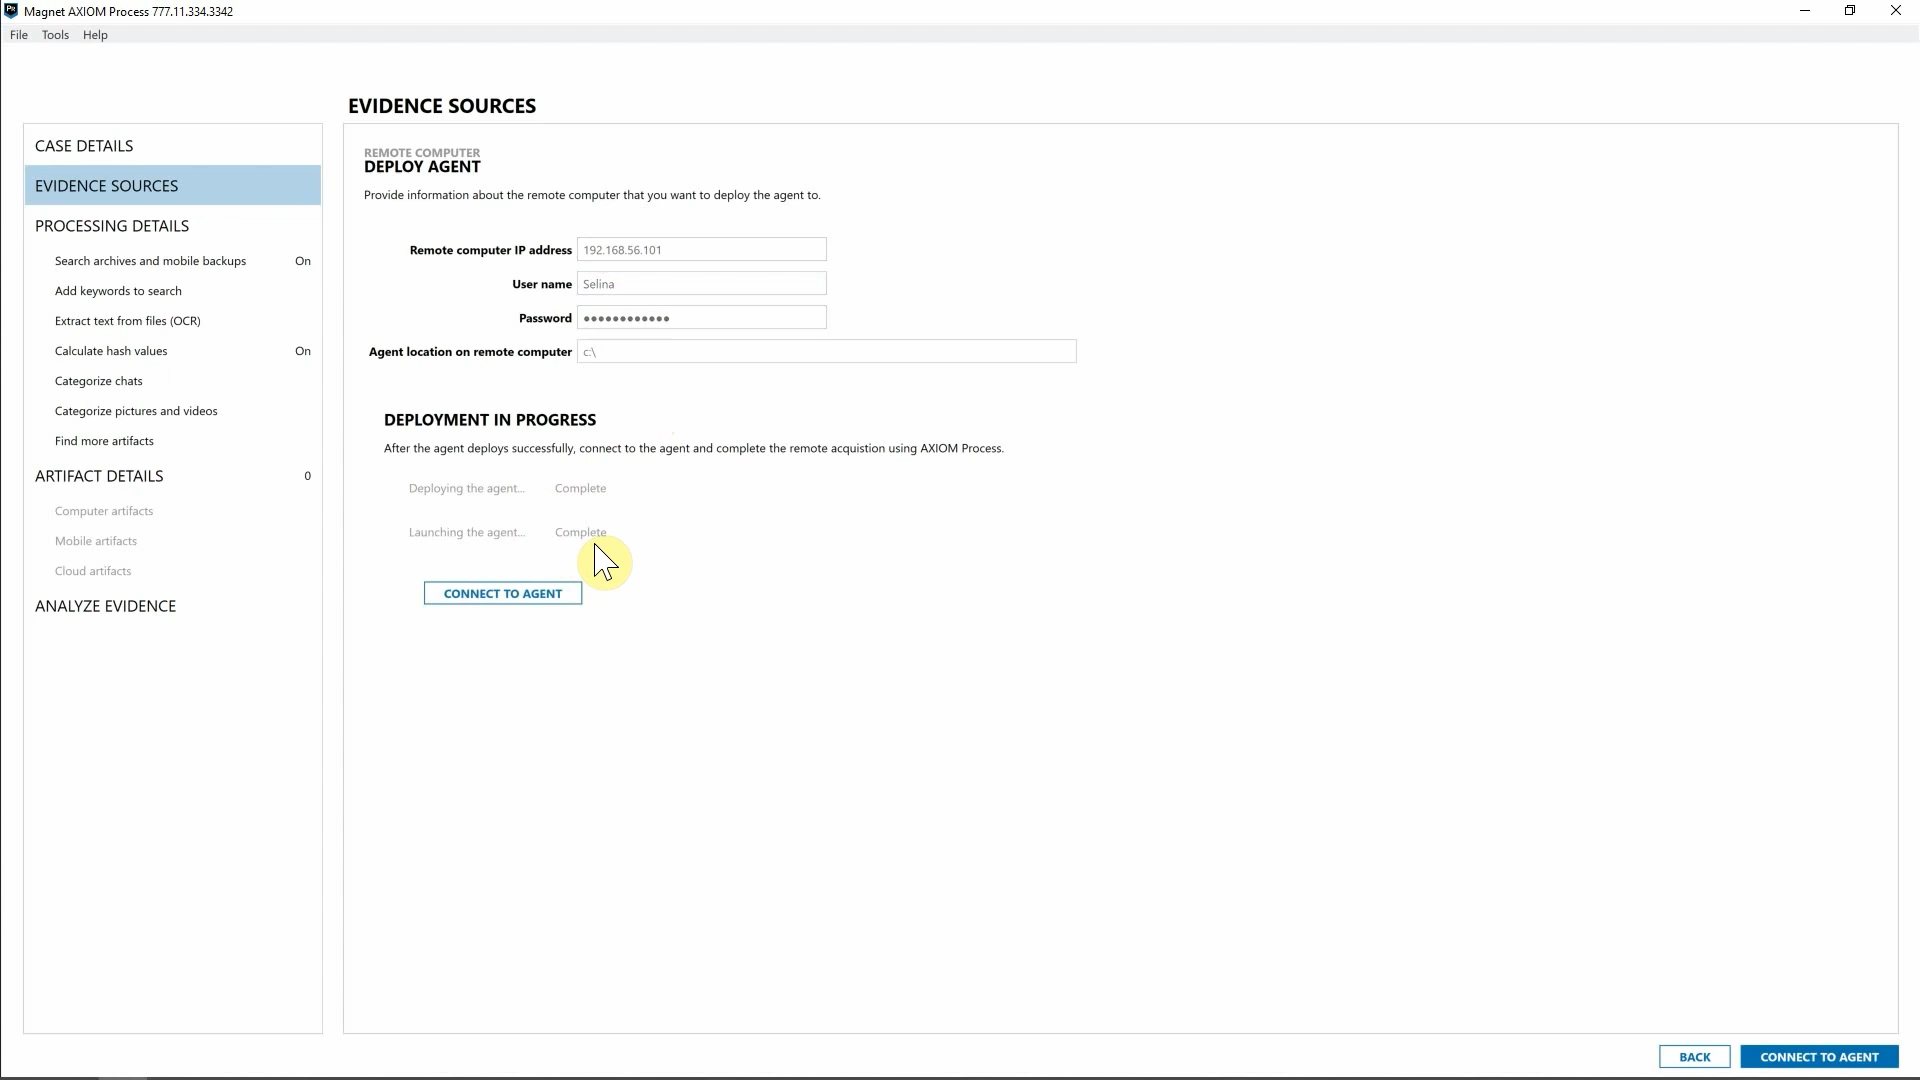 Magnet AXIOM Process 777.11.334.3342
File Tools Help
EVIDENCE SOURCES
CASE DETAILS
EVIDENCE SOURCES
PROCESSING DETAILS
Search archives and mobile backups On
Add keywords to search
Extract text from files (OCR)
Calculate hash values On
Categorize chats
Categorize pictures and videos
Find more artifacts
ARTIFACT DETAILS 0
Computer artifacts
Mobile artifacts
Cloud artifacts
ANALYZE EVIDENCE
REMOTE COMPUTER
DEPLOY AGENT
Provide information about the remote computer that you want to deploy the agent to.
Remote computer IP address 192.168.56.101
User name Selina
Password ●●●●●●●●●●●●
Agent location on remote computer c:\
DEPLOYMENT IN PROGRESS
After the agent deploys successfully, connect to the agent and complete the remote acquistion using AXIOM Process.
Deploying the agent... Complete
Launching the agent... Complete
CONNECT TO AGENT
BACK CONNECT TO AGENT